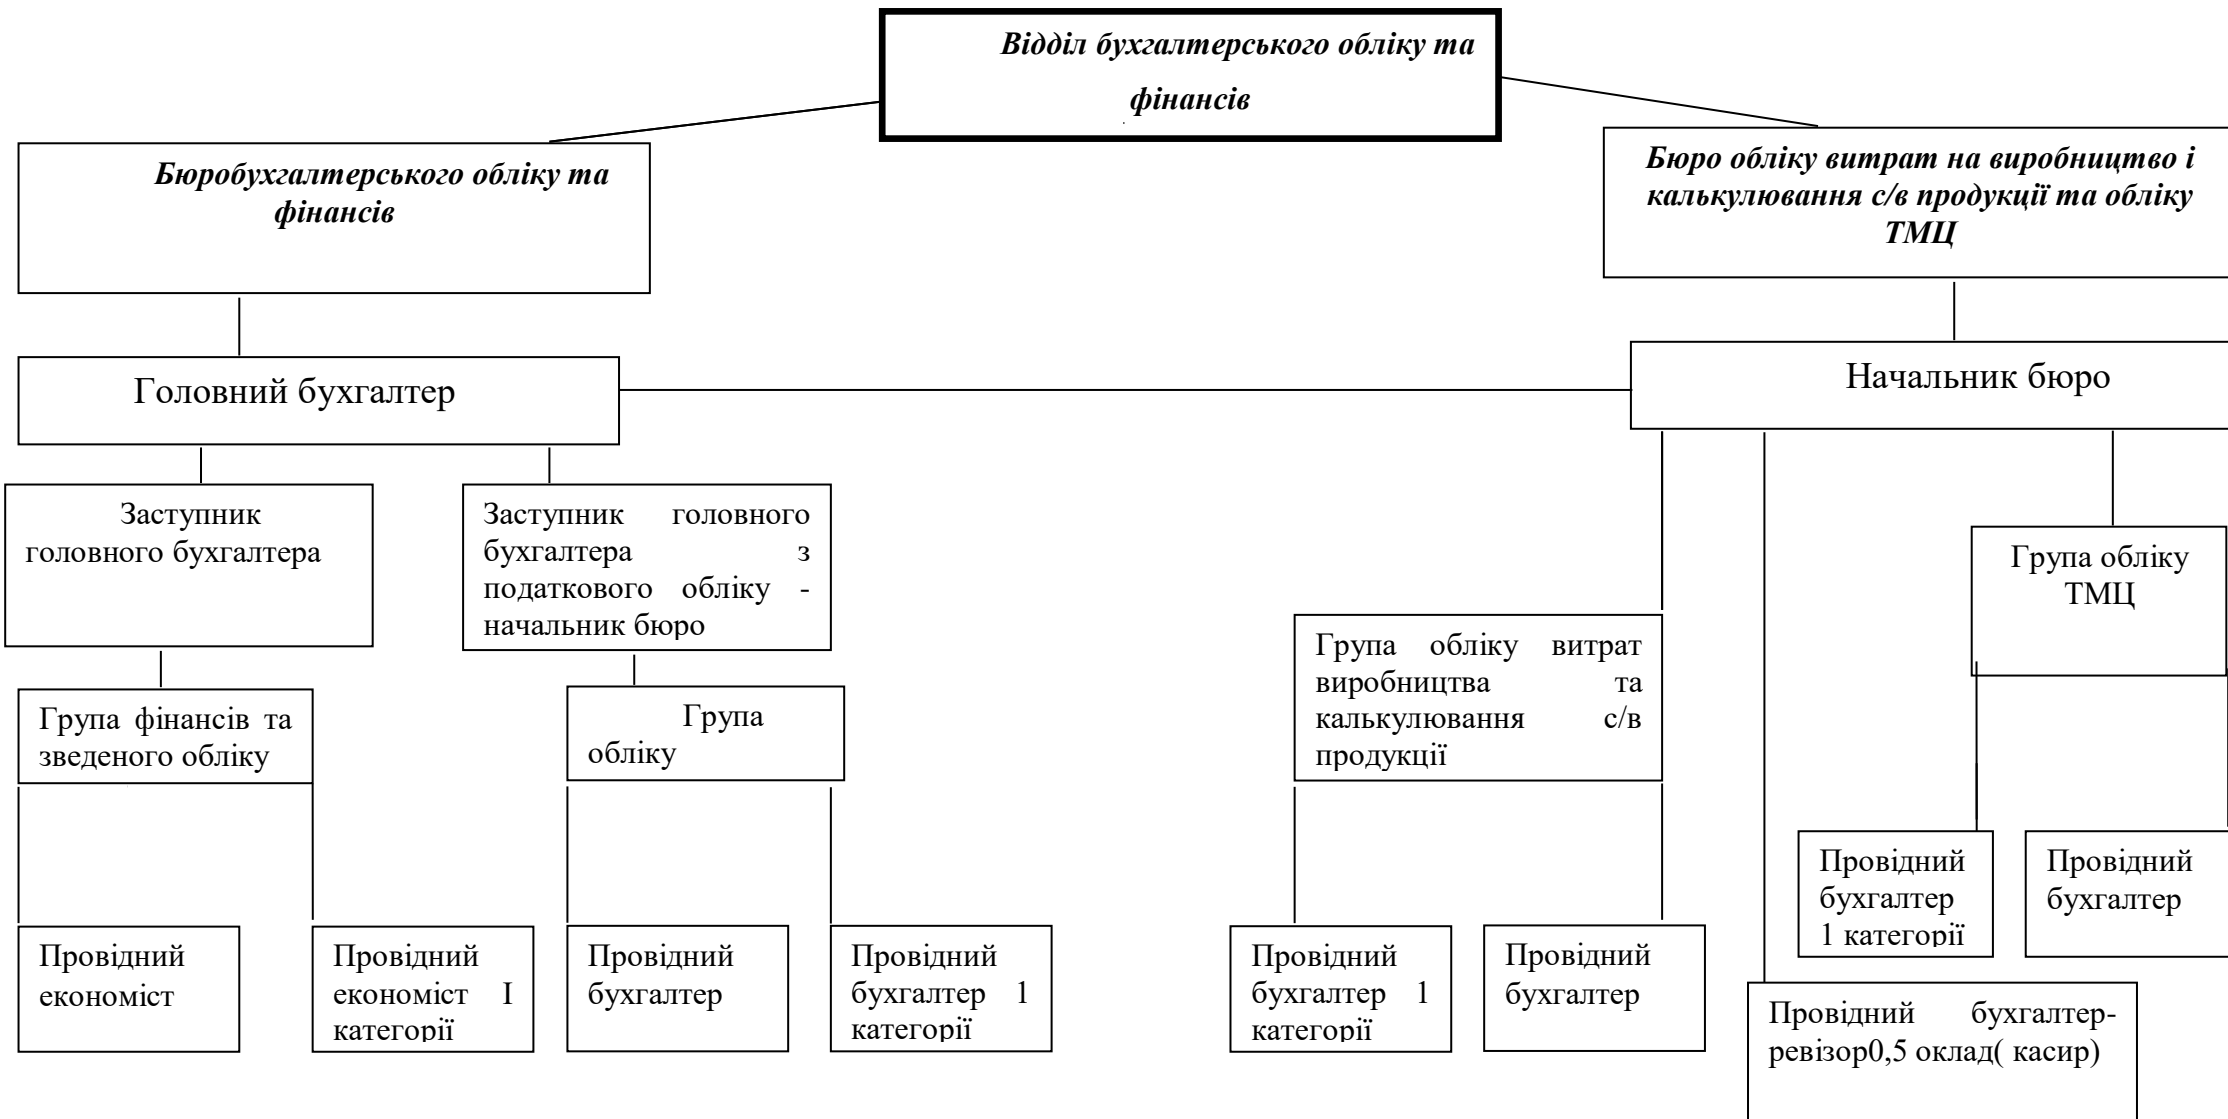 Відділ бухгалтерського обліку та
фінансів
Бюробухгалтерського обліку та
фінансів
Бюро обліку витрат на виробництво і
калькулювання с/в продукції та обліку
ТМЦ
Головний бухгалтер
Начальник бюро
Заступник
головного бухгалтера
Заступник головного
бухгалтера з
податкового обліку -
начальник бюро
Група обліку
ТМЦ
Група обліку витрат
виробництва та
калькулювання с/в
продукції
Група фінансів та
зведеного обліку
Група
обліку
Провідний
бухгалтер
1 категорії
Провідний
бухгалтер
Провідний
економіст
Провідний
економіст І
категорії
Провідний
бухгалтер
Провідний
бухгалтер 1
категорії
Провідний
бухгалтер 1
категорії
Провідний
бухгалтер
Провідний бухгалтер-
ревізор0,5 оклад( касир)